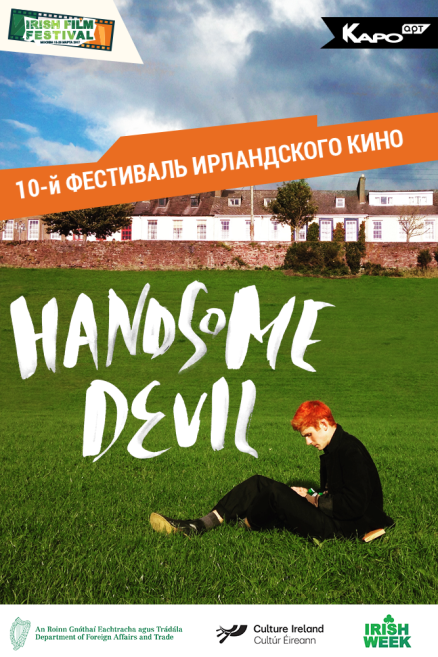 IRISH FILM
FESTIVAL
КАРО АРТ
10-й ФЕСТИВАЛЬ ИРЛАНДСКОГО КИНО
HANDSOME
DEVIL
An Roinn Gnóthaí Eachtracha agus Trádála
Department of Foreign Affairs and Trade
Culture Ireland
Cultúr Éireann
IRISH
WEEK